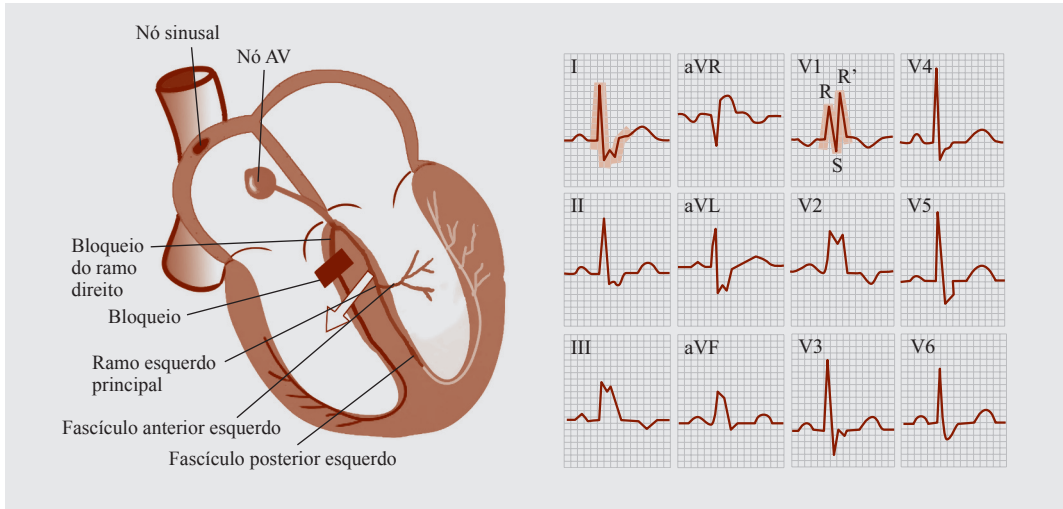 Nó sinusal
Nó AV
Bloqueio
do ramo
direito
Bloqueio
Ramo esquerdo
principal
Fascículo anterior esquerdo
Fascículo posterior esquerdo
I
aVR
V1
R
R’
S
V4
II
aVL
V2
V5
III
aVF
V3
V6